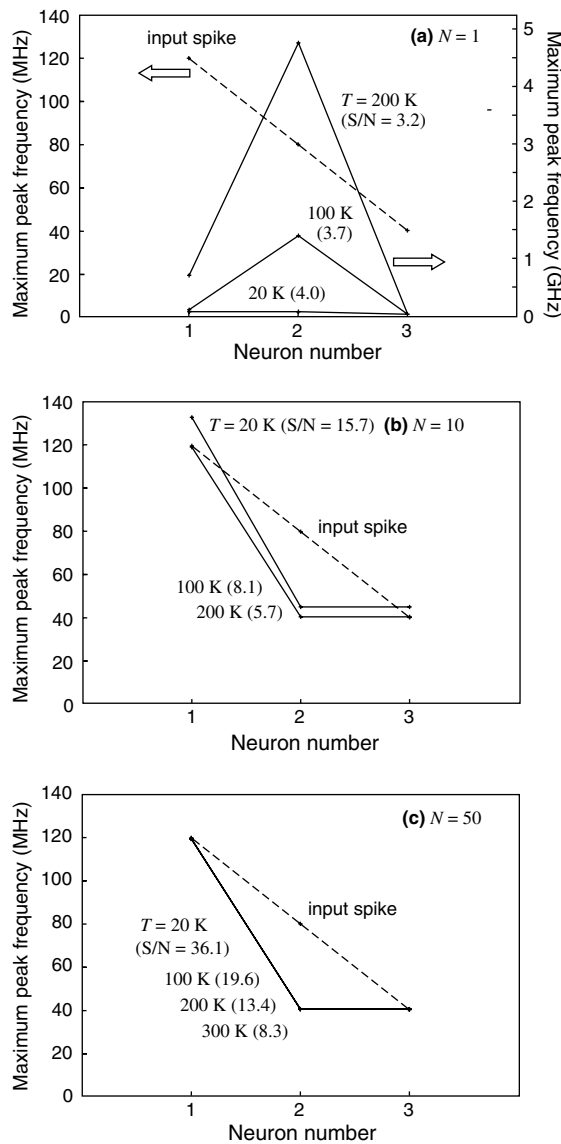 (a) N = 1
Maximum peak frequency (MHz)
140
120
100
80
60
40
20
0
input spike
T = 200 K
(S/N = 3.2)
100 K
(3.7)
20 K (4.0)
5
4
3
2
1
0
Maximum peak frequency (GHz)
1 2 3
Neuron number
(b) N = 10
Maximum peak frequency (MHz)
140
120
100
80
60
40
20
0
T = 20 K (S/N = 15.7)
input spike
100 K (8.1)
200 K (5.7)
1 2 3
Neuron number
(c) N = 50
Maximum peak frequency (MHz)
140
120
100
80
60
40
20
0
input spike
T = 20 K
(S/N = 36.1)
100 K (19.6)
200 K (13.4)
300 K (8.3)
1 2 3
Neuron number